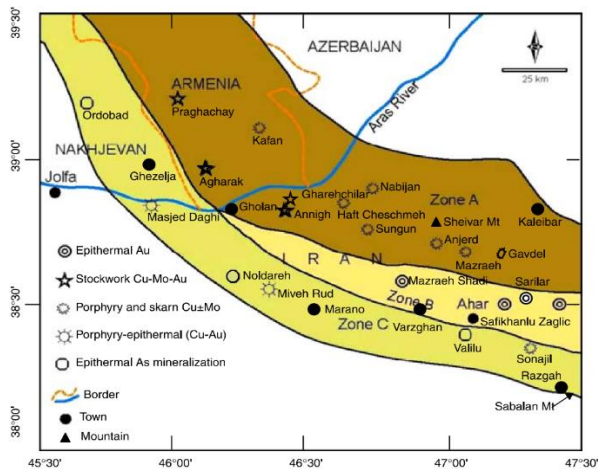 39°30'
AZERBAIJAN
25 km
ARMENIA
Praghachay
Ordobad
Kafan
Aras River
39°00'
NAKHJEVAN
Ghezelja
Agharak
Jolfa
Gharehchilar
Nabijan
Zone A
Masjed Daghi
Gholan
Annigh
Haft Cheschmeh
Sheivar Mt
Kaleibar
Sungun
Anjerd
Gavdel
Mazraeh
Epithermal Au
I R A N
Stockwork Cu-Mo-Au
Noldareh
Mazraeh Shadi
Sarilar
Miveh Rud
Zone B
Ahar
38°30'
Porphyry and skarn Cu±Mo
Marano
Varzghan
Safikhanlu
Zaglic
Zone C
Porphyry-epithermal (Cu-Au)
Valilu
Sonajil
Epithermal As mineralization
Razgah
Border
Sabalan Mt
Town
38°00'
Mountain
45°30'
46°00'
46°30'
47°00'
47°30'